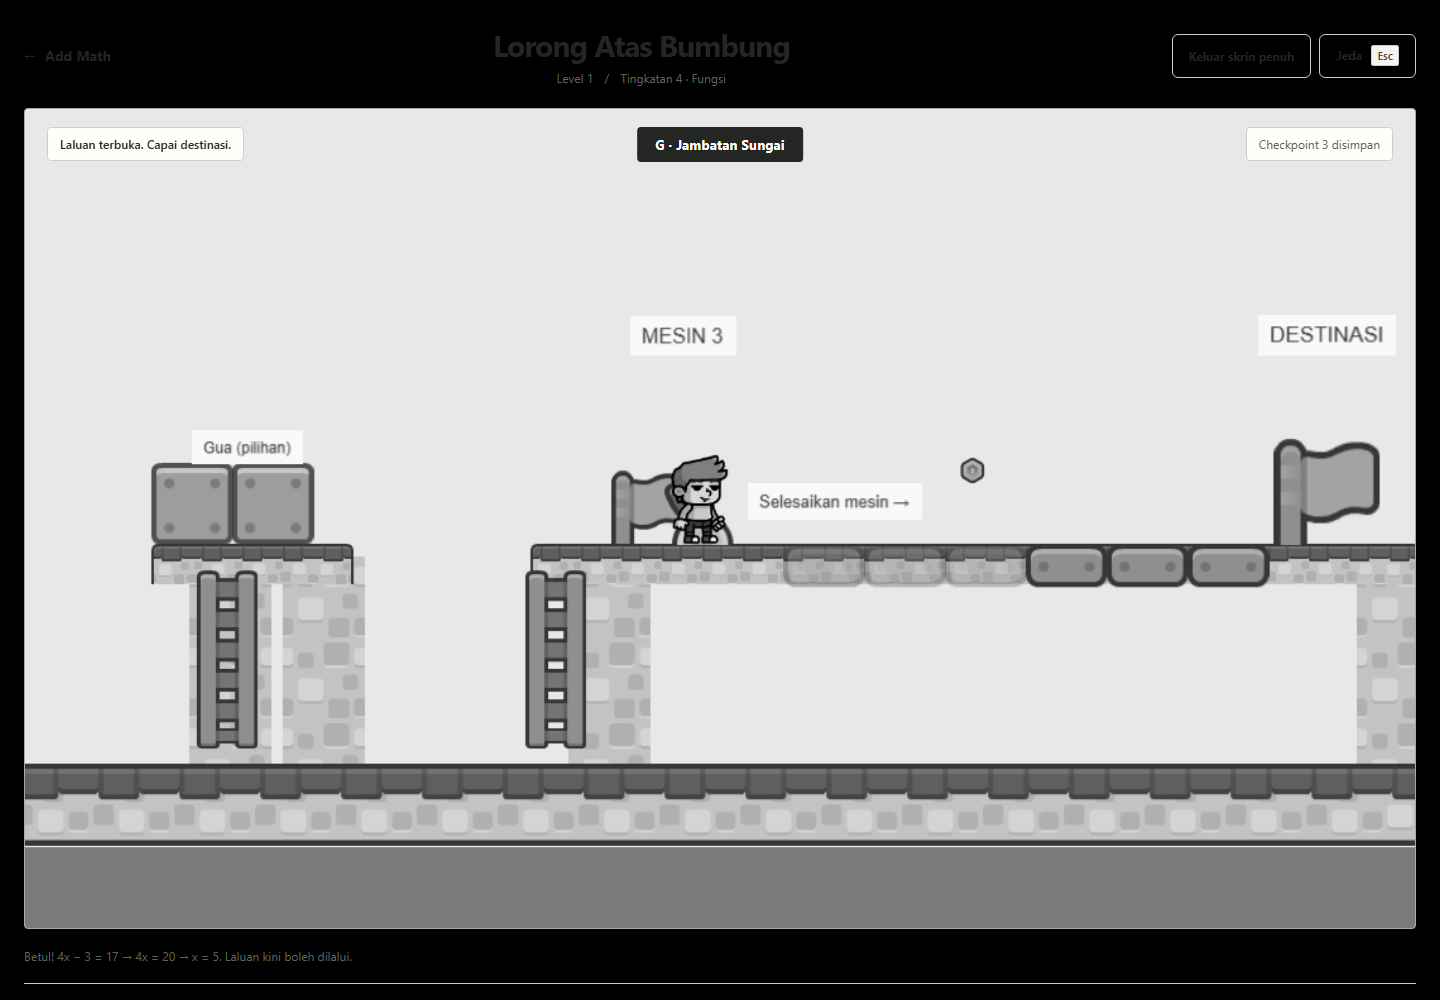 ← Add Math
Lorong Atas Bumbung
Level 1 / Tingkatan 4 · Fungsi
Keluar skrin penuh
Jeda Esc
Laluan terbuka. Capai destinasi.
G · Jambatan Sungai
Checkpoint 3 disimpan
MESIN 3
DESTINASI
Gua (pilihan)
Selesaikan mesin →
Betul! 4x − 3 = 17 → 4x = 20 → x = 5. Laluan kini boleh dilalui.